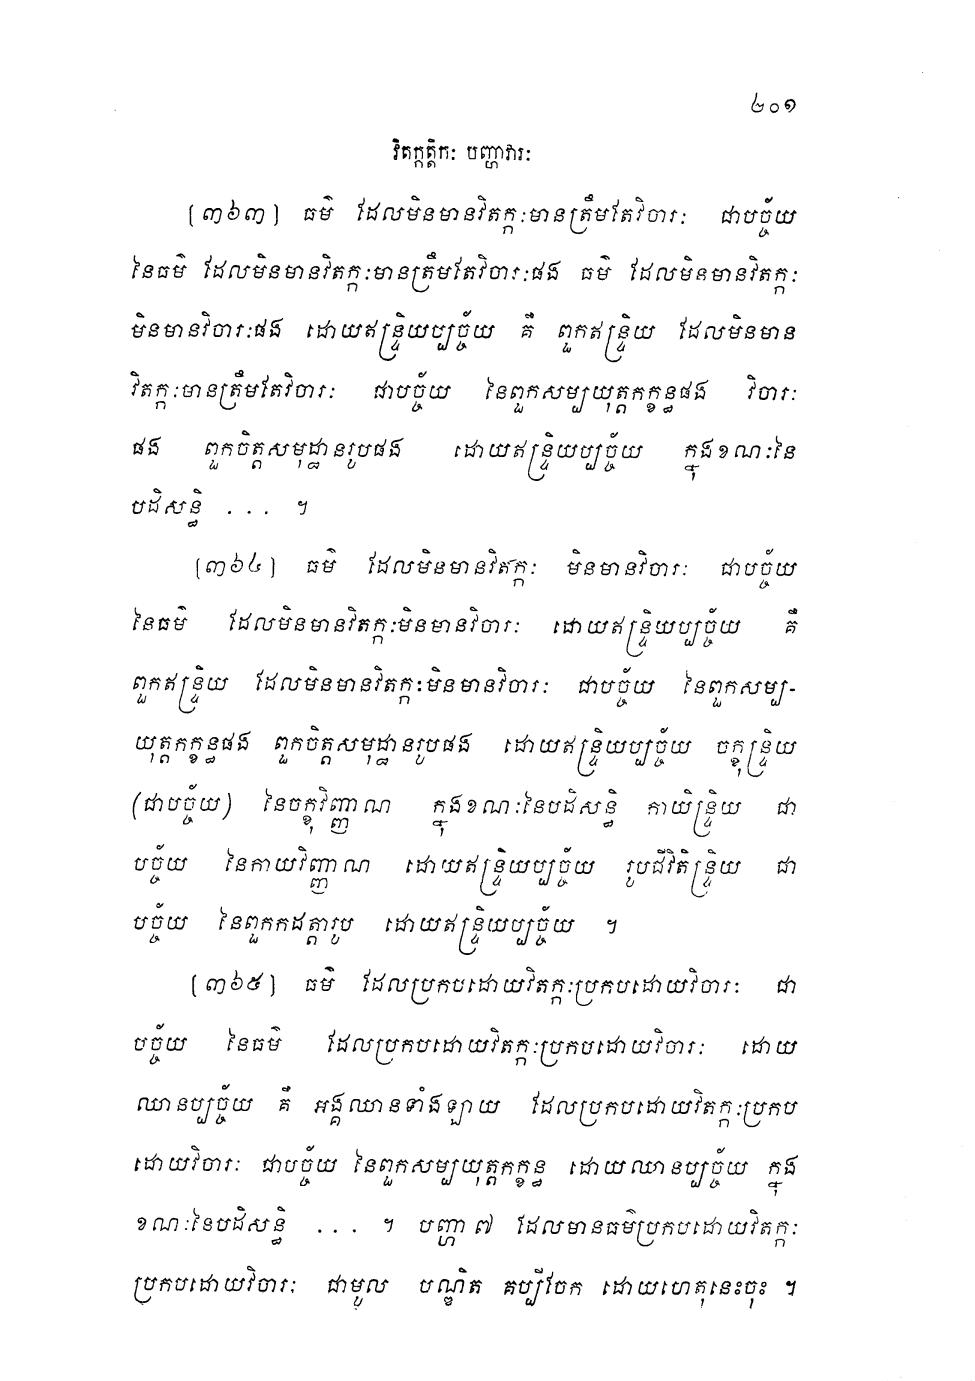 ២០១
វិតក្កត្តិកៈ បញ្ហាវារៈ
(៣៦៣) ធម៌ ដែលមិនមានវិតក្កៈមានត្រឹមតែវិចារៈ ជាបច្ច័យ
នៃធម៌ ដែលមិនមានវិតក្កៈមានត្រឹមតែវិចារៈផង ធម៌ ដែលមិនមានវិតក្កៈ
មិនមានវិចារៈផង ដោយឥន្ទ្រិយប្បច្ច័យ គឺ ពួកឥន្ទ្រិយ ដែលមិនមាន
វិតក្កៈមានត្រឹមតែវិចារៈ ជាបច្ច័យ នៃពួកសម្បយុត្តកក្ខន្ធផង វិចារៈ
ផង ពួកចិត្តសមុដ្ឋានរូបផង ដោយឥន្ទ្រិយប្បច្ច័យ ក្នុងខណៈនៃ
បដិសន្ធិ . . . ។
(៣៦៤) ធម៌ ដែលមិនមានវិតក្កៈ មិនមានវិចារៈ ជាបច្ច័យ
នៃធម៌ ដែលមិនមានវិតក្កៈមិនមានវិចារៈ ដោយឥន្ទ្រិយប្បច្ច័យ គឺ
ពួកឥន្ទ្រិយ ដែលមិនមានវិតក្កៈមិនមានវិចារៈ ជាបច្ច័យ នៃពួកសម្ប-
យុត្តកក្ខន្ធផង ពួកចិត្តសមុដ្ឋានរូបផង ដោយឥន្ទ្រិយប្បច្ច័យ ចក្ខុន្ទ្រិយ
(ជាបច្ច័យ) នៃចក្ខុវិញ្ញាណ ក្នុងខណៈនៃបដិសន្ធិ កាយិន្ទ្រិយ ជា
បច្ច័យ នៃកាយវិញ្ញាណ ដោយឥន្ទ្រិយប្បច្ច័យ រូបជីវិតិន្ទ្រិយ ជា
បច្ច័យ នៃពួកកដត្តារូប ដោយឥន្ទ្រិយប្បច្ច័យ ។
(៣៦៥) ធម៌ ដែលប្រកបដោយវិតក្កៈប្រកបដោយវិចារៈ ជា
បច្ច័យ នៃធម៌ ដែលប្រកបដោយវិតក្កៈប្រកបដោយវិចារៈ ដោយ
ឈានប្បច្ច័យ គឺ អង្គឈានទាំងឡាយ ដែលប្រកបដោយវិតក្កៈប្រកប
ដោយវិចារៈ ជាបច្ច័យ នៃពួកសម្បយុត្តកក្ខន្ធ ដោយឈានប្បច្ច័យ ក្នុង
ខណៈនៃបដិសន្ធិ . . . ។ បញ្ហា ៧ ដែលមានធម៌ប្រកបដោយវិតក្កៈ
ប្រកបដោយវិចារៈ ជាមូល បណ្ឌិត គប្បីចែក ដោយហេតុនេះចុះ ។